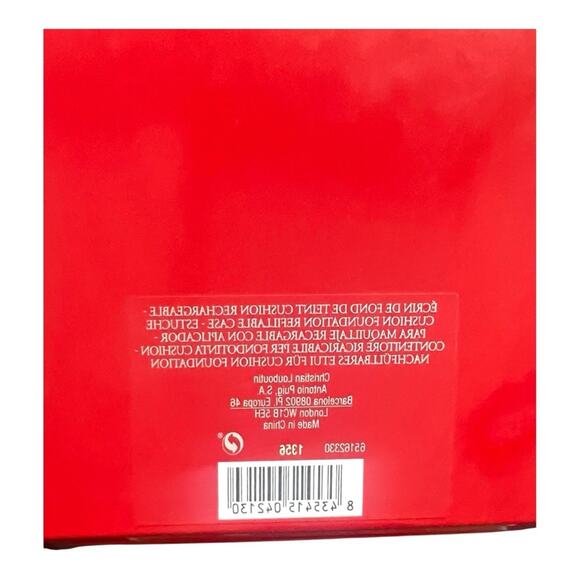 ÉCRIN DE FOND DE TEINT CUSHION RECHARGEABLE -
CUSHION FOUNDATION REFILLABLE CASE - ESTUCHE
PARA MAQUILLAJE RECARGABLE CON APLICADOR -
CONTENITORE RICARICABILE PER FONDOTINTA CUSHION -
NACHFÜLLBARES ETUI FÜR CUSHION FOUNDATION
Christian Louboutin
Antonio Puig, S.A
Barcelona 08902 Pl. Europa 46
London WC1B 5EH
Made in China
65162330 1356
8 435415 042130